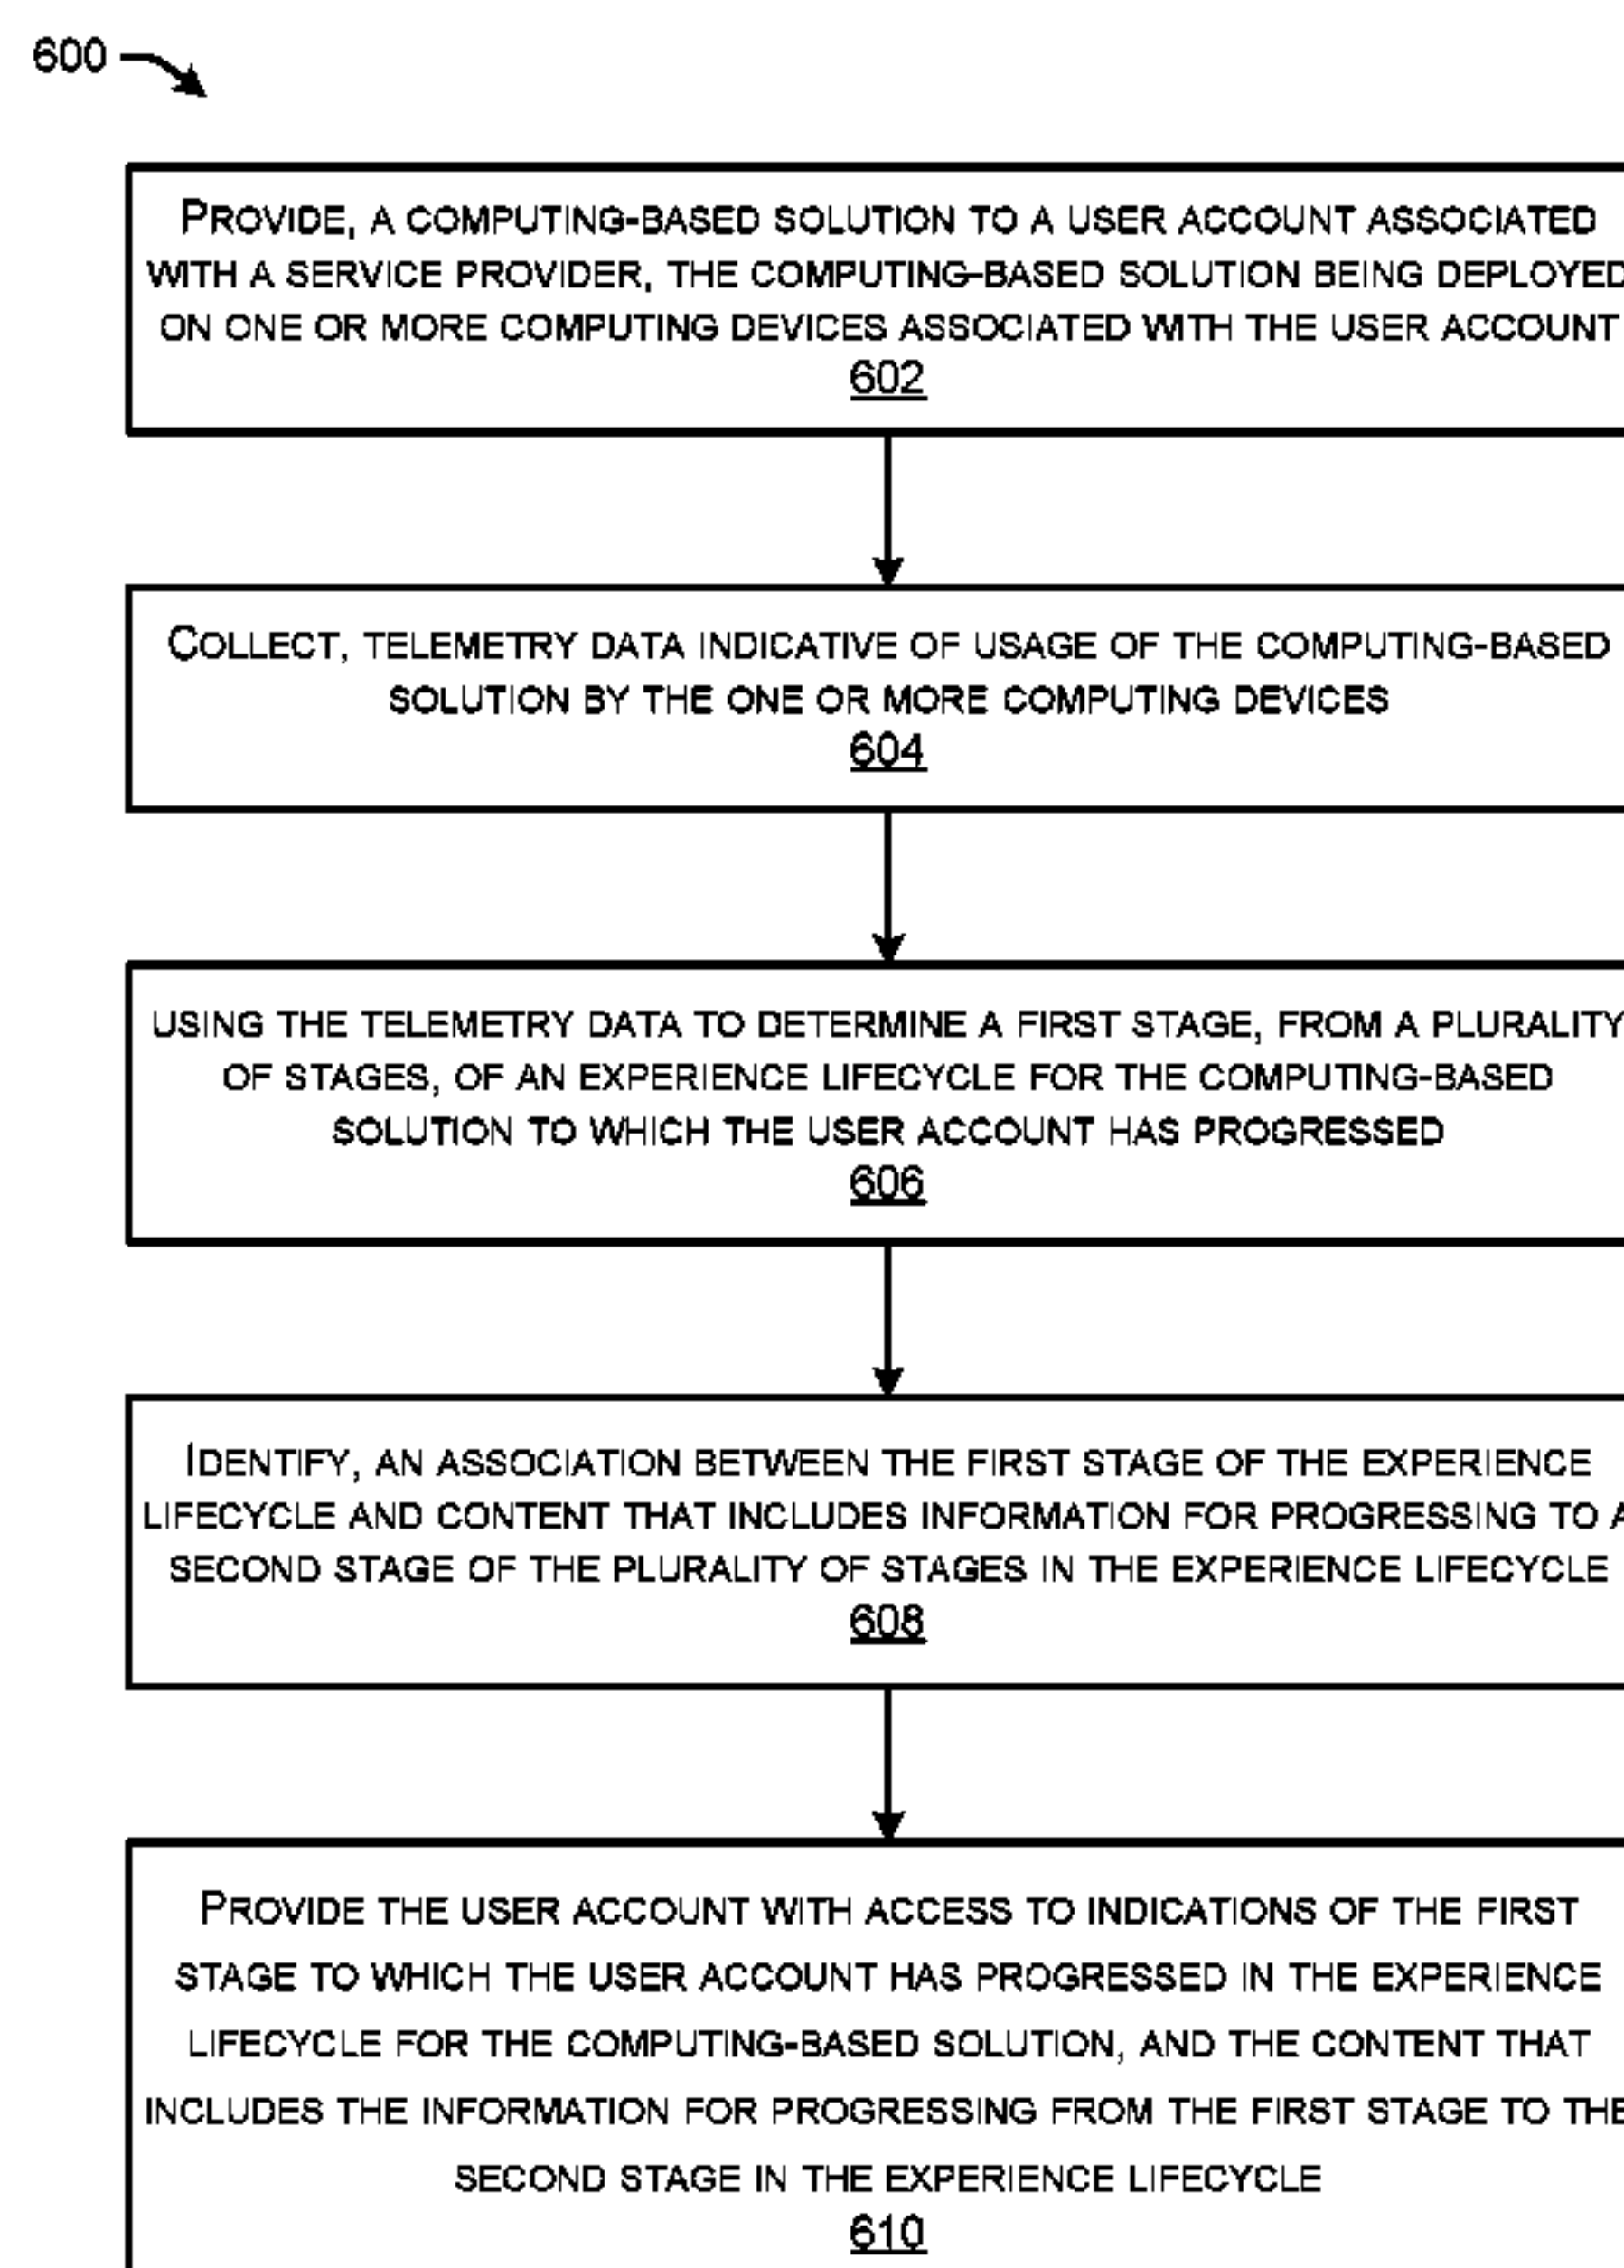 600
PROVIDE, A COMPUTING-BASED SOLUTION TO A USER ACCOUNT ASSOCIATED
WITH A SERVICE PROVIDER, THE COMPUTING-BASED SOLUTION BEING DEPLOYED
ON ONE OR MORE COMPUTING DEVICES ASSOCIATED WITH THE USER ACCOUNT
602
COLLECT, TELEMETRY DATA INDICATIVE OF USAGE OF THE COMPUTING-BASED
SOLUTION BY THE ONE OR MORE COMPUTING DEVICES
604
USING THE TELEMETRY DATA TO DETERMINE A FIRST STAGE, FROM A PLURALITY
OF STAGES, OF AN EXPERIENCE LIFECYCLE FOR THE COMPUTING-BASED
SOLUTION TO WHICH THE USER ACCOUNT HAS PROGRESSED
606
IDENTIFY, AN ASSOCIATION BETWEEN THE FIRST STAGE OF THE EXPERIENCE
LIFECYCLE AND CONTENT THAT INCLUDES INFORMATION FOR PROGRESSING TO A
SECOND STAGE OF THE PLURALITY OF STAGES IN THE EXPERIENCE LIFECYCLE
608
PROVIDE THE USER ACCOUNT WITH ACCESS TO INDICATIONS OF THE FIRST
STAGE TO WHICH THE USER ACCOUNT HAS PROGRESSED IN THE EXPERIENCE
LIFECYCLE FOR THE COMPUTING-BASED SOLUTION, AND THE CONTENT THAT
INCLUDES THE INFORMATION FOR PROGRESSING FROM THE FIRST STAGE TO THE
SECOND STAGE IN THE EXPERIENCE LIFECYCLE
610